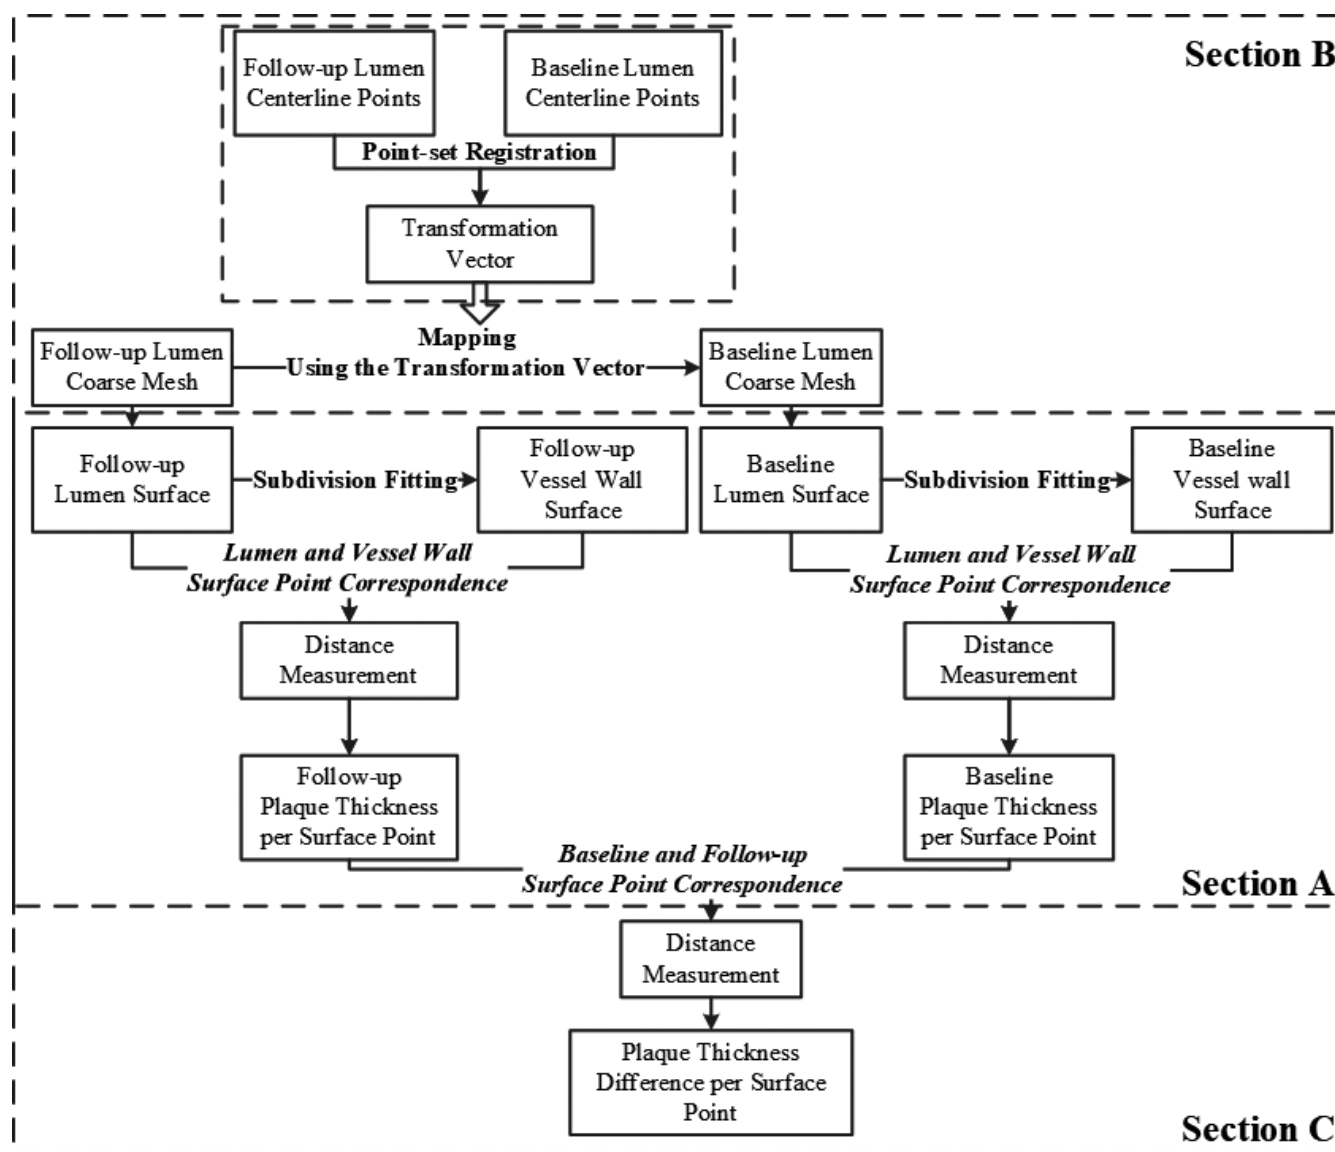 Section B
Follow-up Lumen
Centerline Points
Baseline Lumen
Centerline Points
Point-set Registration
Transformation
Vector
Mapping
Using the Transformation Vector
Follow-up Lumen
Coarse Mesh
Baseline Lumen
Coarse Mesh
Follow-up
Lumen Surface
Subdivision Fitting
Follow-up
Vessel Wall
Surface
Baseline
Lumen Surface
Subdivision Fitting
Baseline
Vessel wall
Surface
Lumen and Vessel Wall
Surface Point Correspondence
Lumen and Vessel Wall
Surface Point Correspondence
Distance
Measurement
Distance
Measurement
Follow-up
Plaque Thickness
per Surface Point
Baseline
Plaque Thickness
per Surface Point
Baseline and Follow-up
Surface Point Correspondence
Section A
Distance
Measurement
Plaque Thickness
Difference per Surface
Point
Section C